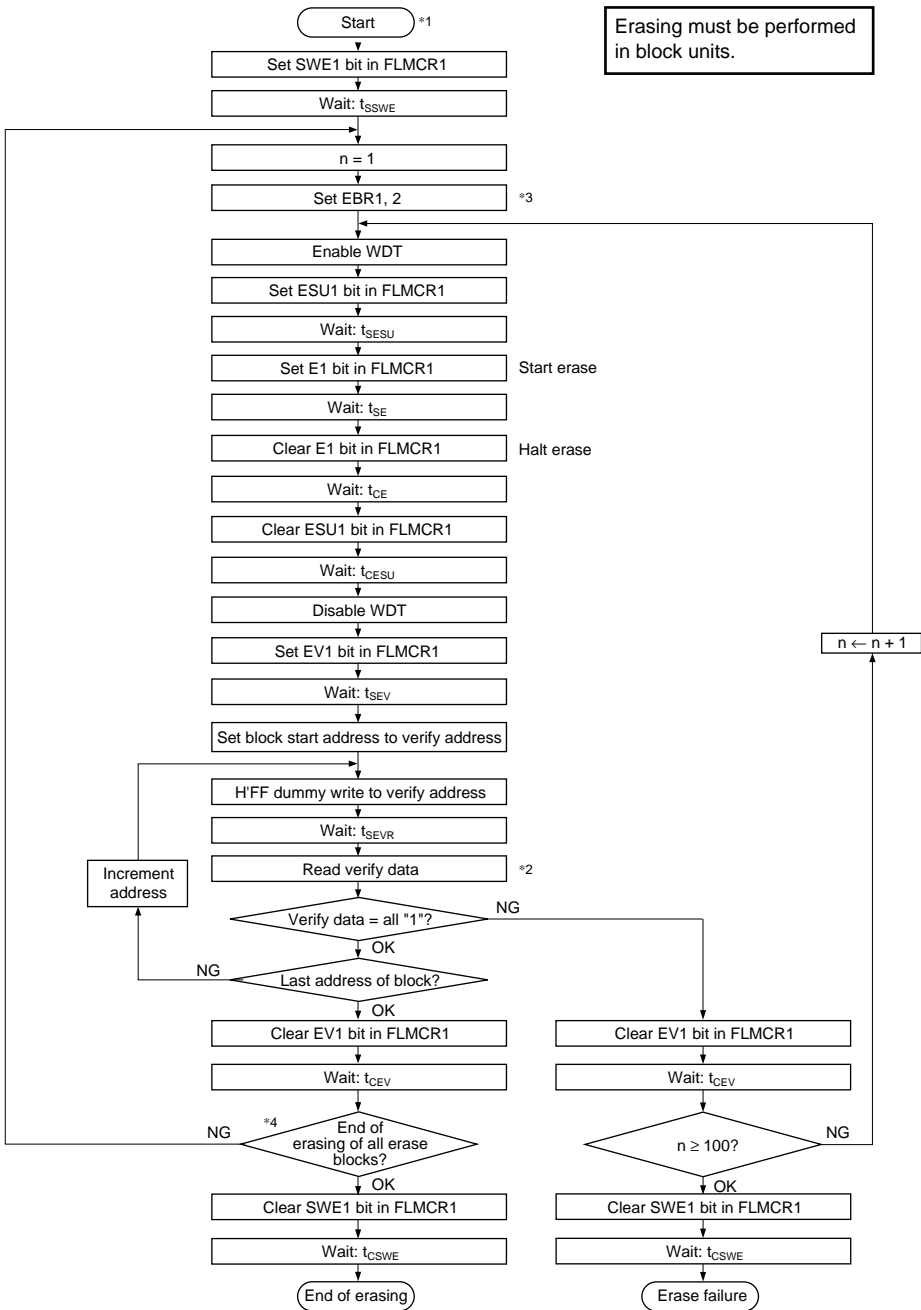 Start
*1
Erasing must be performed
in block units.
Set SWE1 bit in FLMCR1
Wait: tSSWE
n = 1
Set EBR1, 2
*3
Enable WDT
Set ESU1 bit in FLMCR1
Wait: tSESU
Set E1 bit in FLMCR1
Start erase
Wait: tSE
Clear E1 bit in FLMCR1
Halt erase
Wait: tCE
Clear ESU1 bit in FLMCR1
Wait: tCESU
Disable WDT
Set EV1 bit in FLMCR1
n ← n + 1
Wait: tSEV
Set block start address to verify address
H'FF dummy write to verify address
Wait: tSEVR
Increment
address
Read verify data
*2
Verify data = all "1"?
NG
OK
NG
Last address of block?
OK
Clear EV1 bit in FLMCR1
Clear EV1 bit in FLMCR1
Wait: tCEV
Wait: tCEV
NG
*4
End of
erasing of all erase
blocks?
n ≥ 100?
NG
OK
OK
Clear SWE1 bit in FLMCR1
Clear SWE1 bit in FLMCR1
Wait: tCSWE
Wait: tCSWE
End of erasing
Erase failure